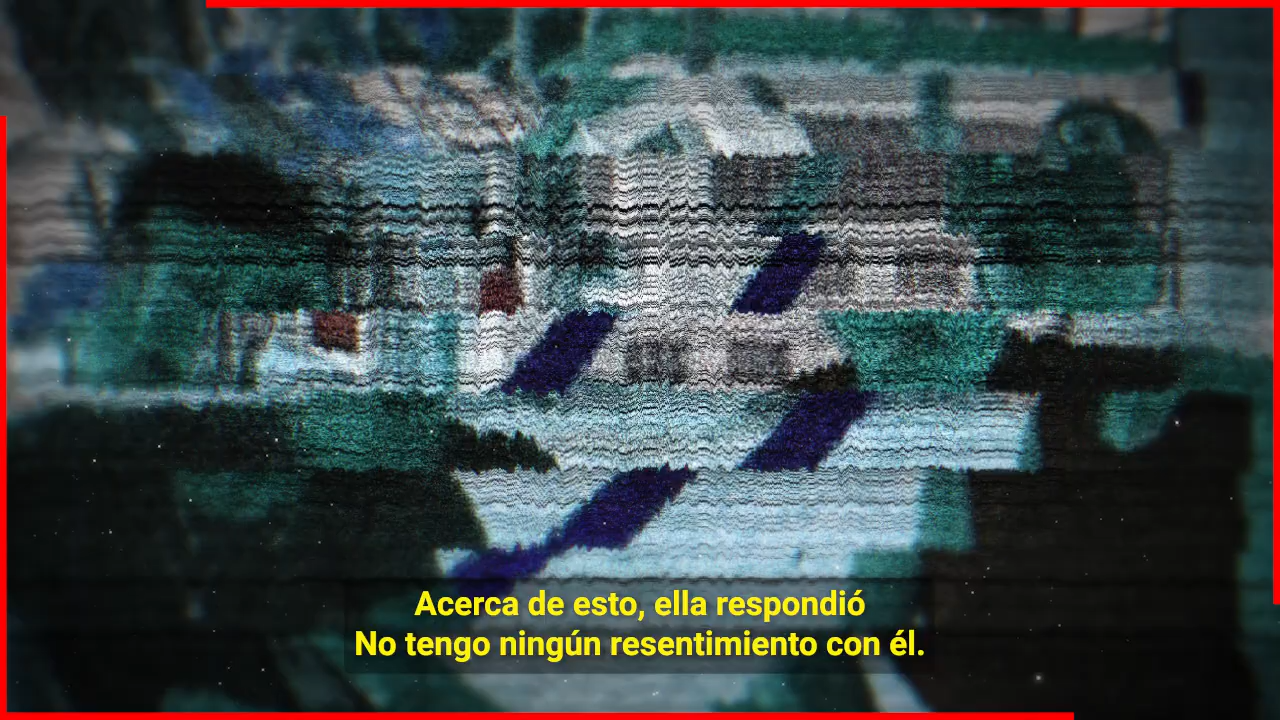 Acerca de esto, ella respondió
No tengo ningún resentimiento con él.